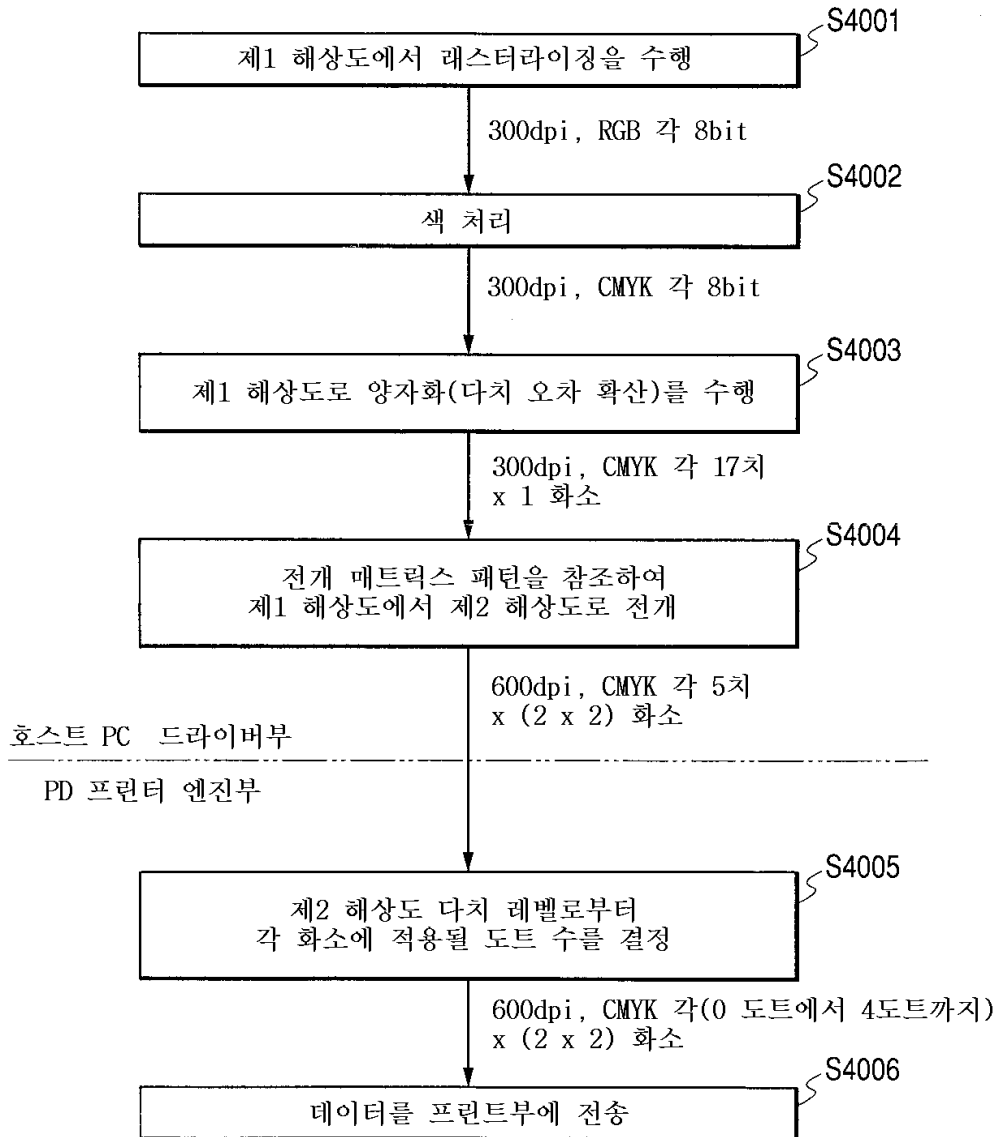 S4001
제1 해상도에서 래스터라이징을 수행
300dpi, RGB 각 8bit
S4002
색 처리
300dpi, CMYK 각 8bit
S4003
제1 해상도로 양자화(다치 오차 확산)를 수행
300dpi, CMYK 각 17치
x 1 화소
S4004
전개 매트릭스 패턴을 참조하여
제1 해상도에서 제2 해상도로 전개
600dpi, CMYK 각 5치
x (2 x 2) 화소
호스트 PC 드라이버부
PD 프린터 엔진부
S4005
제2 해상도 다치 레벨로부터
각 화소에 적용될 도트 수를 결정
600dpi, CMYK 각(0 도트에서 4도트까지)
x (2 x 2) 화소
S4006
데이터를 프린트부에 전송